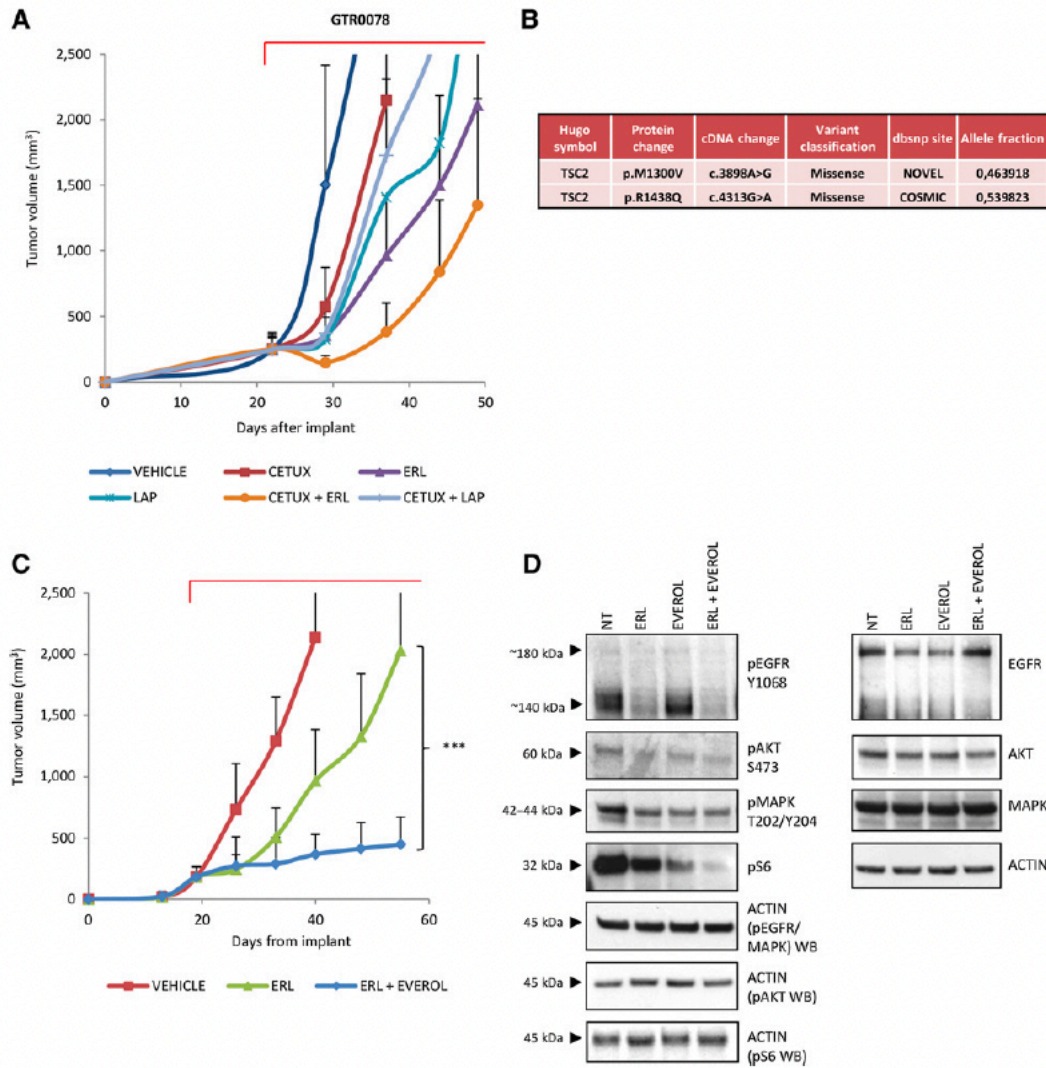 A
GTR0078
2,500
2,000
1,500
1,000
500
0
Tumor volume (mm³)
0 10 20 30 40 50
Days after implant
VEHICLE CETUX ERL
LAP CETUX + ERL CETUX + LAP
B
Hugo symbol Protein change cDNA change Variant classification dbsnp site Allele fraction
TSC2 p.M1300V c.3898A>G Missense NOVEL 0,463918
TSC2 p.R1438Q c.4313G>A Missense COSMIC 0,539823
C
2,500
2,000
1,500
1,000
500
0
Tumor volume (mm³)
***
0 20 40 60
Days from implant
VEHICLE ERL ERL + EVEROL
D
NT ERL EVEROL ERL + EVEROL
~180 kDa
~140 kDa
pEGFR
Y1068
60 kDa
pAKT
S473
42–44 kDa
pMAPK
T202/Y204
32 kDa
pS6
45 kDa
ACTIN
(pEGFR/
MAPK) WB
45 kDa
ACTIN
(pAKT WB)
45 kDa
ACTIN
(pS6 WB)
NT ERL EVEROL ERL + EVEROL
EGFR
AKT
MAPK
ACTIN